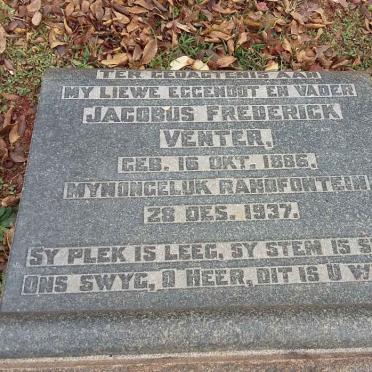 TER GEDAGTENIS AAN
MY LIEWE EGGENOOT EN VADER
JACOBUS FREDERICK
VENTER,
GEB. 16 OKT. 1886,
MYNONGELUK RANDFONTEIN
28 DES. 1937.
SY PLEK IS LEEG, SY STEM IS
ONS SWYG, O HEER, DIT IS U